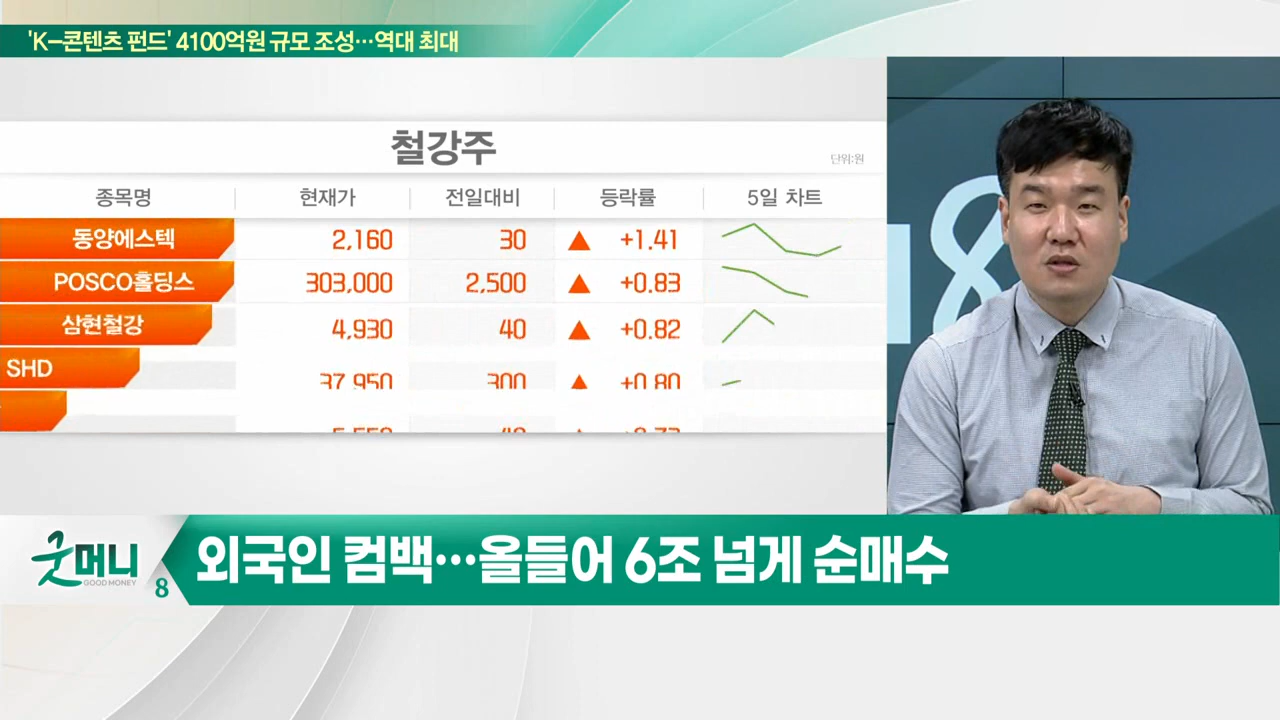 'K-콘텐츠 펀드' 4100억원 규모 조성…역대 최대
철강주
단위:원
종목명 현재가 전일대비 등락률 5일 차트
동양에스텍 2,160 30 ▲ +1.41
POSCO홀딩스 303,000 2,500 ▲ +0.83
삼현철강 4,930 40 ▲ +0.82
SHD 37,950 300 ▲ +0.80
굿머니
GOOD MONEY
8
외국인 컴백…올들어 6조 넘게 순매수